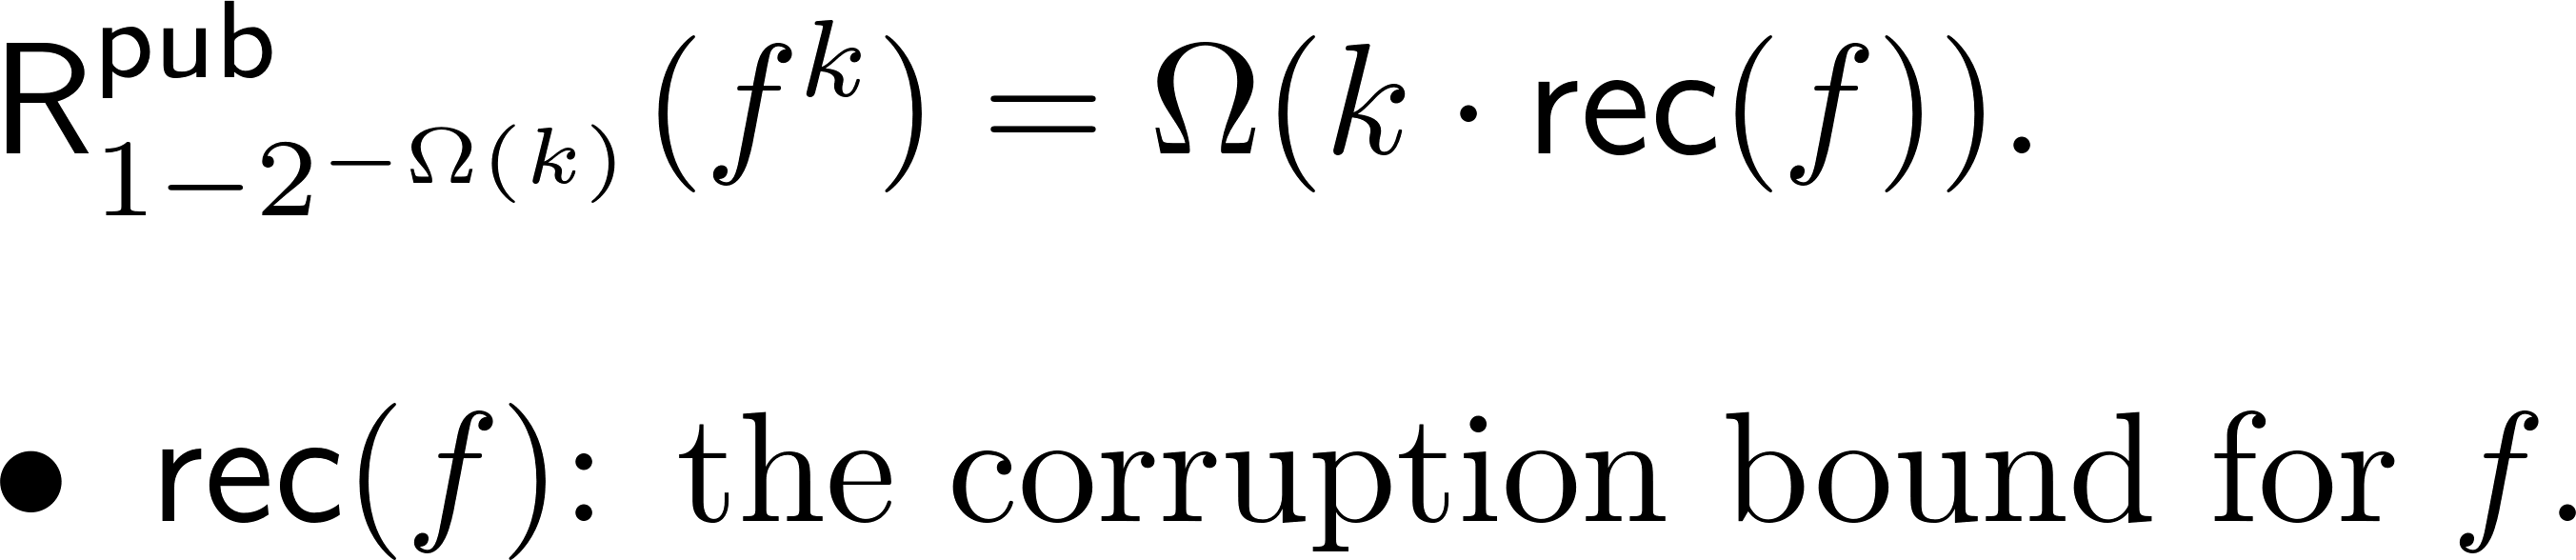 R^{pub}_{1−2^{−Ω(k)}}(f^k) = Ω(k · rec(f)).
• rec(f): the corruption bound for f.